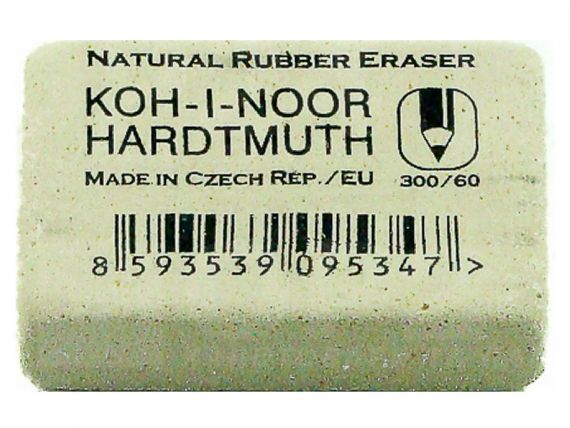 NATURAL RUBBER ERASER
KOH-I-NOOR
HARDTMUTH
MADE IN CZECH REP./EU 300/60
8 593539 095347 >